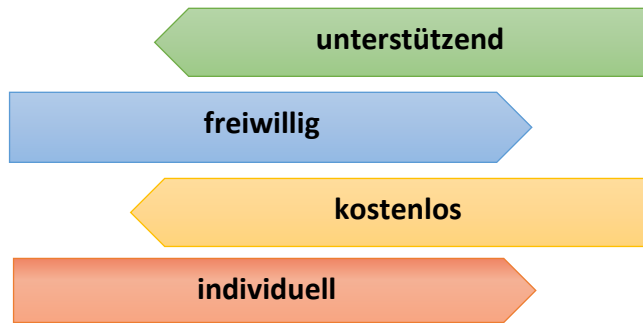 unterstützend
freiwillig
kostenlos
individuell